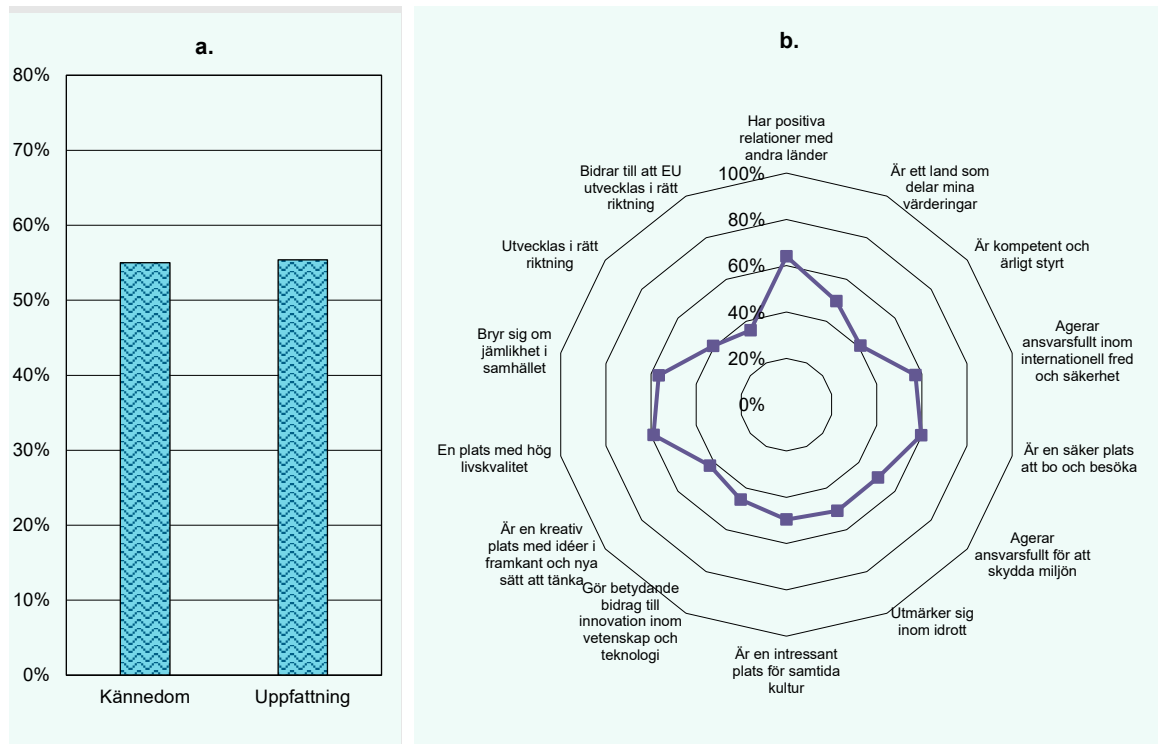 a.
80%
70%
60%
50%
40%
30%
20%
10%
0%
Kännedom
Uppfattning
b.
Har positiva
relationer med
andra länder
Är ett land som
delar mina
värderingar
Är kompetent och
ärligt styrt
Agerar
ansvarsfullt inom
internationell fred
och säkerhet
Är en säker plats
att bo och besöka
Agerar
ansvarsfullt för att
skydda miljön
Utmärker sig
inom idrott
Är en intressant
plats för samtida
kultur
Gör betydande
bidrag till
innovation inom
vetenskap och
teknologi
Är en kreativ
plats med idéer i
framkant och nya
sätt att tänka
En plats med hög
livskvalitet
Bryr sig om
jämlikhet i
samhället
Utvecklas i rätt
riktning
Bidrar till att EU
utvecklas i rätt
riktning
100%
80%
60%
40%
20%
0%